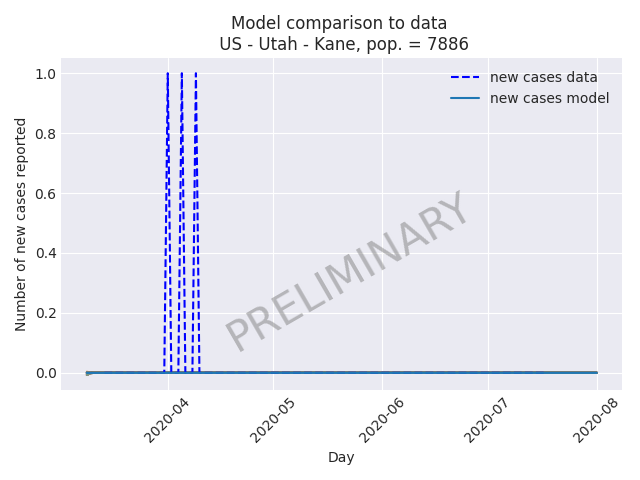 Model comparison to data
US - Utah - Kane, pop. = 7886
new cases data
new cases model
Number of new cases reported
1.0
0.8
0.6
0.4
0.2
0.0
PRELIMINARY
2020-04
2020-05
2020-06
2020-07
2020-08
Day